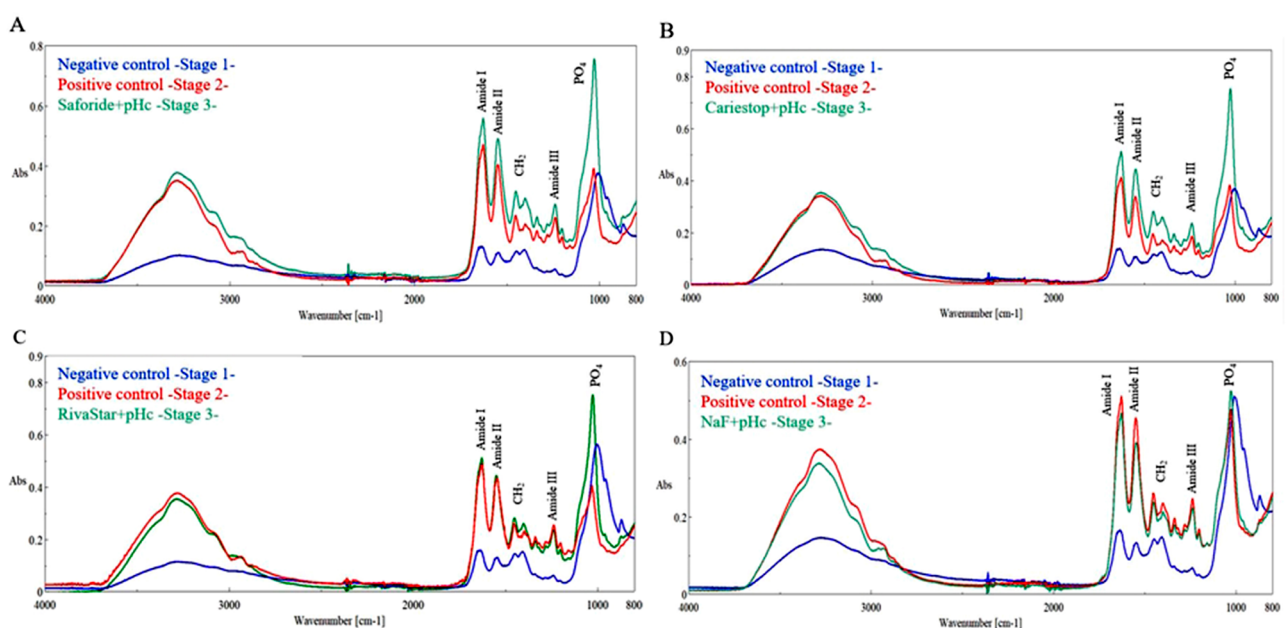 A
0.8
0.6
0.4
0.2
0
Abs
Negative control -Stage 1-
Positive control -Stage 2-
Saforide+pHc -Stage 3-
Amide I
Amide II
CH2
Amide III
PO4
4000 3000 2000 1000 800
Wavenumber [cm-1]
B
0.9
0.8
0.6
0.4
0.2
0
Abs
Negative control -Stage 1-
Positive control -Stage 2-
Cariestop+pHc -Stage 3-
Amide I
Amide II
CH2
Amide III
PO4
4000 3000 2000 1000 800
Wavenumber [cm-1]
C
0.9
0.8
0.6
0.4
0.2
0
Abs
Negative control -Stage 1-
Positive control -Stage 2-
RivaStar+pHc -Stage 3-
Amide I
Amide II
CH2
Amide III
PO4
4000 3000 2000 1000 800
Wavenumber [cm-1]
D
0.6
0.4
0.2
0
Abs
Negative control -Stage 1-
Positive control -Stage 2-
NaF+pHc -Stage 3-
Amide I
Amide II
CH2
Amide III
PO4
4000 3000 2000 1000 800
Wavenumber [cm-1]